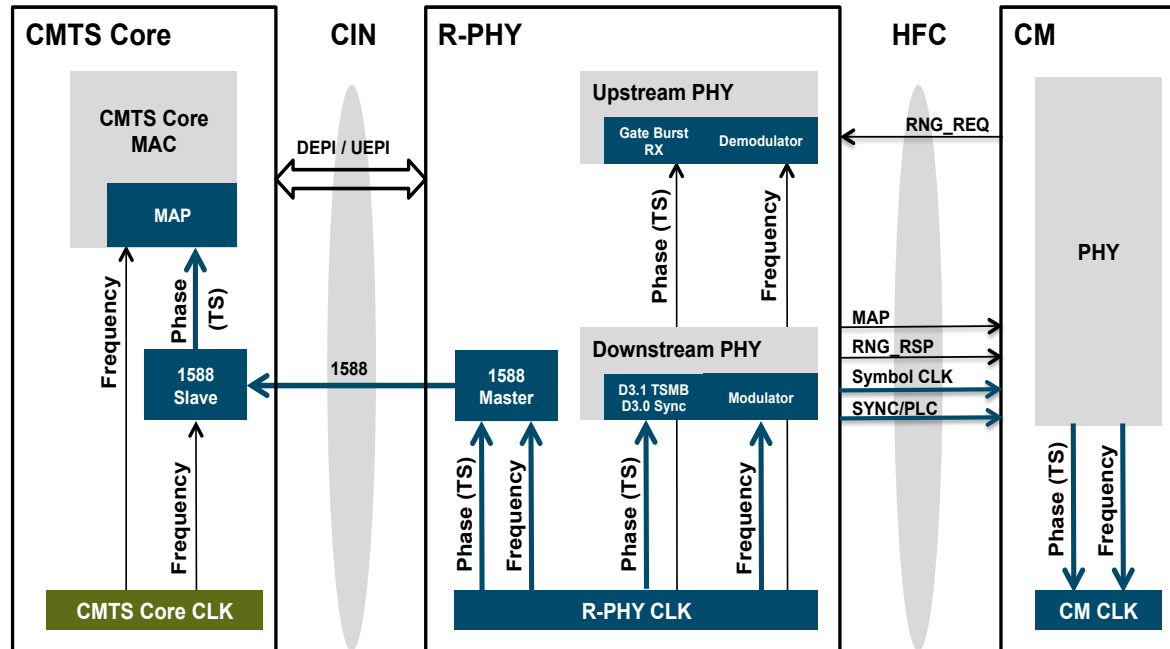 CMTS Core
CIN
R-PHY
HFC
CM
CMTS Core
MAC
MAP
DEPI / UEPI
Upstream PHY
Gate Burst
RX
Demodulator
RNG_REQ
PHY
Frequency
Phase
(TS)
Phase (TS)
Frequency
MAP
RNG_RSP
Symbol CLK
SYNC/PLC
1588
Slave
1588
1588
Master
Downstream PHY
D3.1 TSMB
D3.0 Sync
Modulator
Frequency
Phase (TS)
Frequency
Phase (TS)
Frequency
Phase (TS)
Frequency
CMTS Core CLK
R-PHY CLK
CM CLK